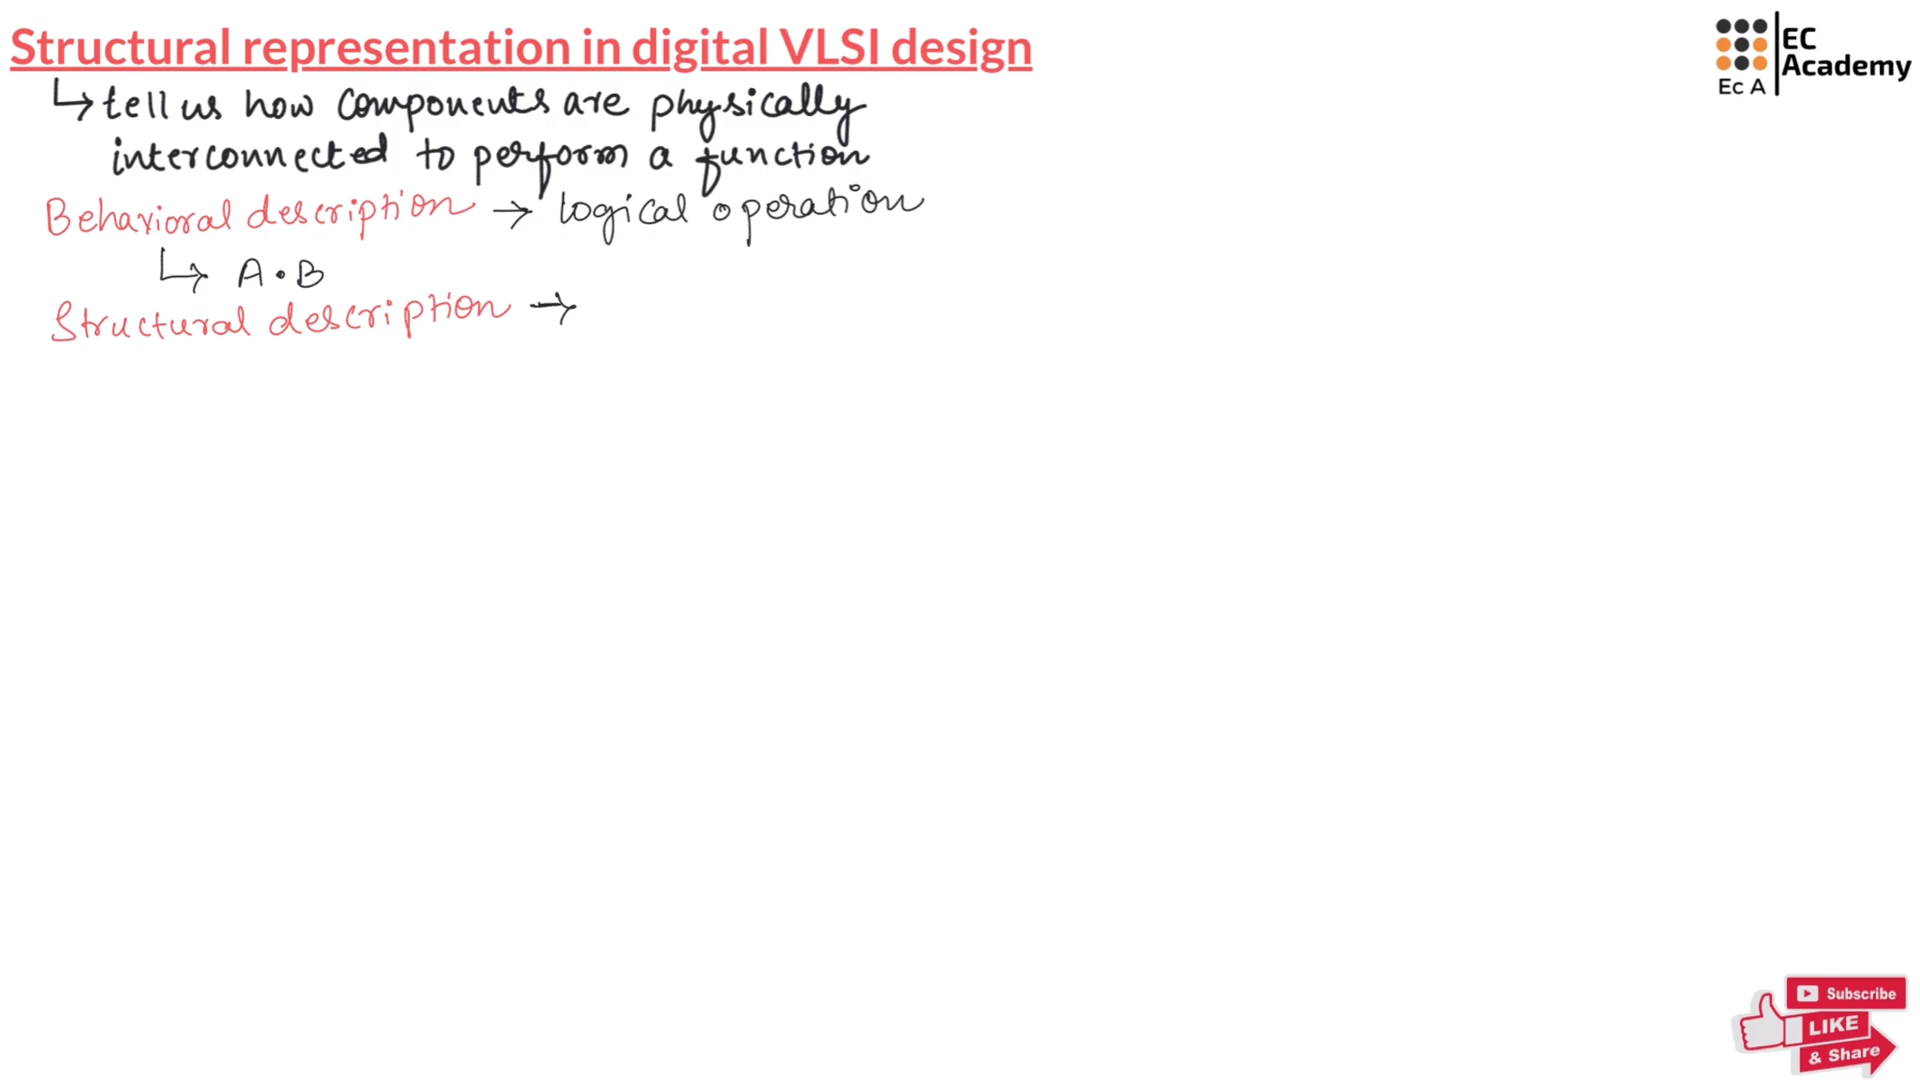 Structural representation in digital VLSI design
EC
Academy
Ec A
↳ tell us how components are physically
interconnected to perform a function
Behavioral description → logical operation
↳ A . B
Structural description →
Subscribe
LIKE
& Share